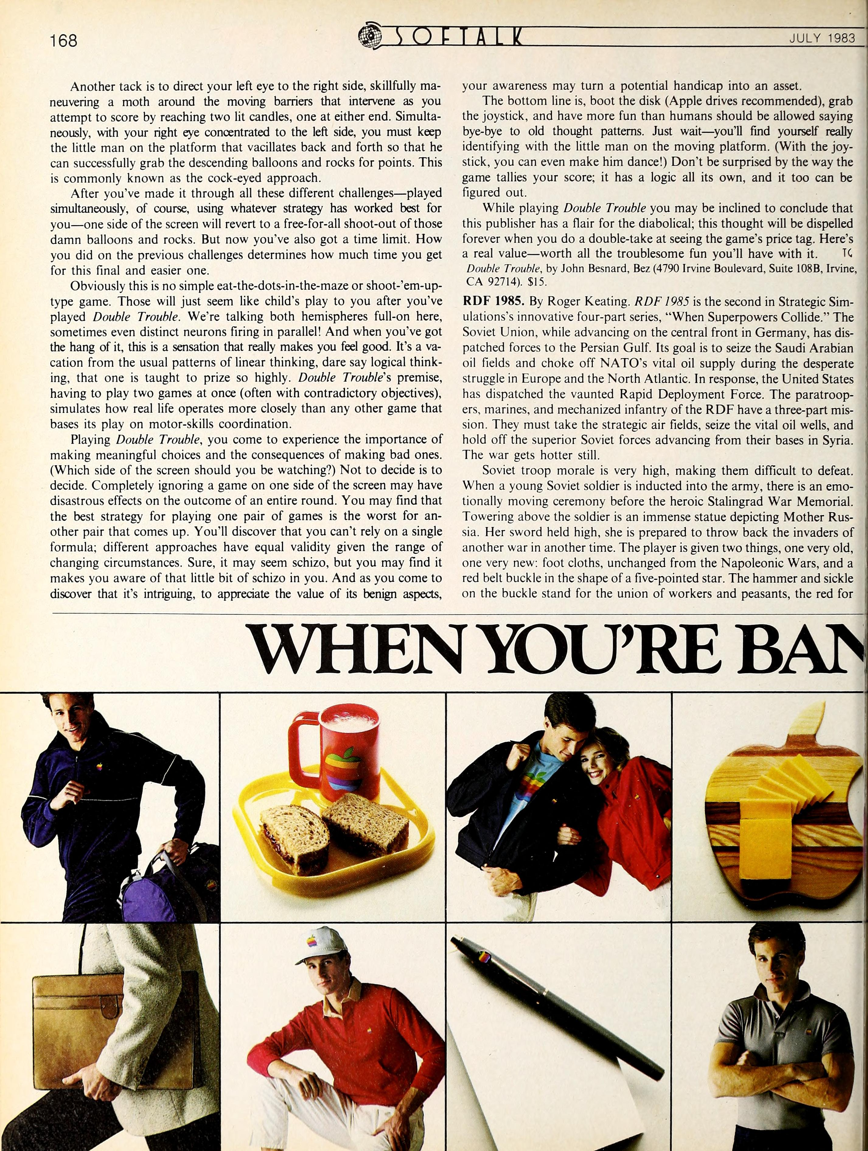 168
SOFTALK
JULY 1983
Another tack is to direct your left eye to the right side, skillfully ma-
neuvering a moth around the moving barriers that intervene as you
attempt to score by reaching two lit candles, one at either end. Simulta-
neously, with your right eye concentrated to the left side, you must keep
the little man on the platform that vacillates back and forth so that he
can successfully grab the descending balloons and rocks for points. This
is commonly known as the cock-eyed approach.
After you've made it through all these different challenges—played
simultaneously, of course, using whatever strategy has worked best for
you—one side of the screen will revert to a free-for-all shoot-out of those
damn balloons and rocks. But now you've also got a time limit. How
you did on the previous challenges determines how much time you get
for this final and easier one.
Obviously this is no simple eat-the-dots-in-the-maze or shoot-'em-up-
type game. Those will just seem like child's play to you after you've
played Double Trouble. We're talking both hemispheres full-on here,
sometimes even distinct neurons firing in parallel! And when you've got
the hang of it, this is a sensation that really makes you feel good. It's a va-
cation from the usual patterns of linear thinking, dare say logical think-
ing, that one is taught to prize so highly. Double Trouble's premise,
having to play two games at once (often with contradictory objectives),
simulates how real life operates more closely than any other game that
bases its play on motor-skills coordination.
Playing Double Trouble, you come to experience the importance of
making meaningful choices and the consequences of making bad ones.
(Which side of the screen should you be watching?) Not to decide is to
decide. Completely ignoring a game on one side of the screen may have
disastrous effects on the outcome of an entire round. You may find that
the best strategy for playing one pair of games is the worst for an-
other pair that comes up. You'll discover that you can't rely on a single
formula; different approaches have equal validity given the range of
changing circumstances. Sure, it may seem schizo, but you may find it
makes you aware of that little bit of schizo in you. And as you come to
discover that it's intriguing, to appreciate the value of its benign aspects,
your awareness may turn a potential handicap into an asset.
The bottom line is, boot the disk (Apple drives recommended), grab
the joystick, and have more fun than humans should be allowed saying
bye-bye to old thought patterns. Just wait—you'll find yourself really
identifying with the little man on the moving platform. (With the joy-
stick, you can even make him dance!) Don't be surprised by the way the
game tallies your score; it has a logic all its own, and it too can be
figured out.
While playing Double Trouble you may be inclined to conclude that
this publisher has a flair for the diabolical; this thought will be dispelled
forever when you do a double-take at seeing the game's price tag. Here's
a real value—worth all the troublesome fun you'll have with it. TG
Double Trouble, by John Besnard, Bez (4790 Irvine Boulevard, Suite 108B, Irvine,
CA 92714). $15.
RDF 1985. By Roger Keating. RDF 1985 is the second in Strategic Sim-
ulations's innovative four-part series, "When Superpowers Collide." The
Soviet Union, while advancing on the central front in Germany, has dis-
patched forces to the Persian Gulf. Its goal is to seize the Saudi Arabian
oil fields and choke off NATO's vital oil supply during the desperate
struggle in Europe and the North Atlantic. In response, the United States
has dispatched the vaunted Rapid Deployment Force. The paratroop-
ers, marines, and mechanized infantry of the RDF have a three-part mis-
sion. They must take the strategic air fields, seize the vital oil wells, and
hold off the superior Soviet forces advancing from their bases in Syria.
The war gets hotter still.
Soviet troop morale is very high, making them difficult to defeat.
When a young Soviet soldier is inducted into the army, there is an emo-
tionally moving ceremony before the heroic Stalingrad War Memorial.
Towering above the soldier is an immense statue depicting Mother Rus-
sia. Her sword held high, she is prepared to throw back the invaders of
another war in another time. The player is given two things, one very old,
one very new: foot cloths, unchanged from the Napoleonic Wars, and a
red belt buckle in the shape of a five-pointed star. The hammer and sickle
on the buckle stand for the union of workers and peasants, the red for
WHEN YOU'RE BAN